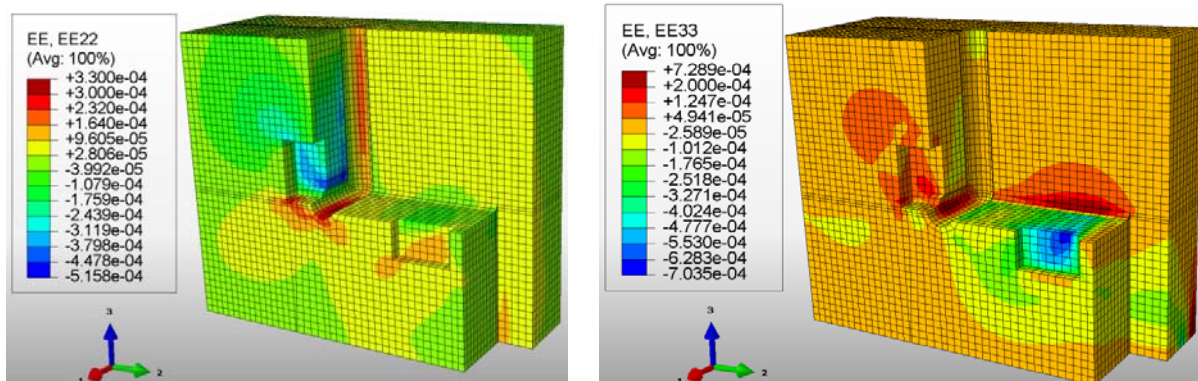 EE, EE22
(Avg: 100%)
+3.300e-04
+3.000e-04
+2.320e-04
+1.640e-04
+9.605e-05
+2.806e-05
-3.992e-05
-1.079e-04
-1.759e-04
-2.439e-04
-3.119e-04
-3.798e-04
-4.478e-04
-5.158e-04
3
1
2
EE, EE33
(Avg: 100%)
+7.289e-04
+2.000e-04
+1.247e-04
+4.941e-05
-2.589e-05
-1.012e-04
-1.765e-04
-2.518e-04
-3.271e-04
-4.024e-04
-4.777e-04
-5.530e-04
-6.283e-04
-7.035e-04
3
1
2